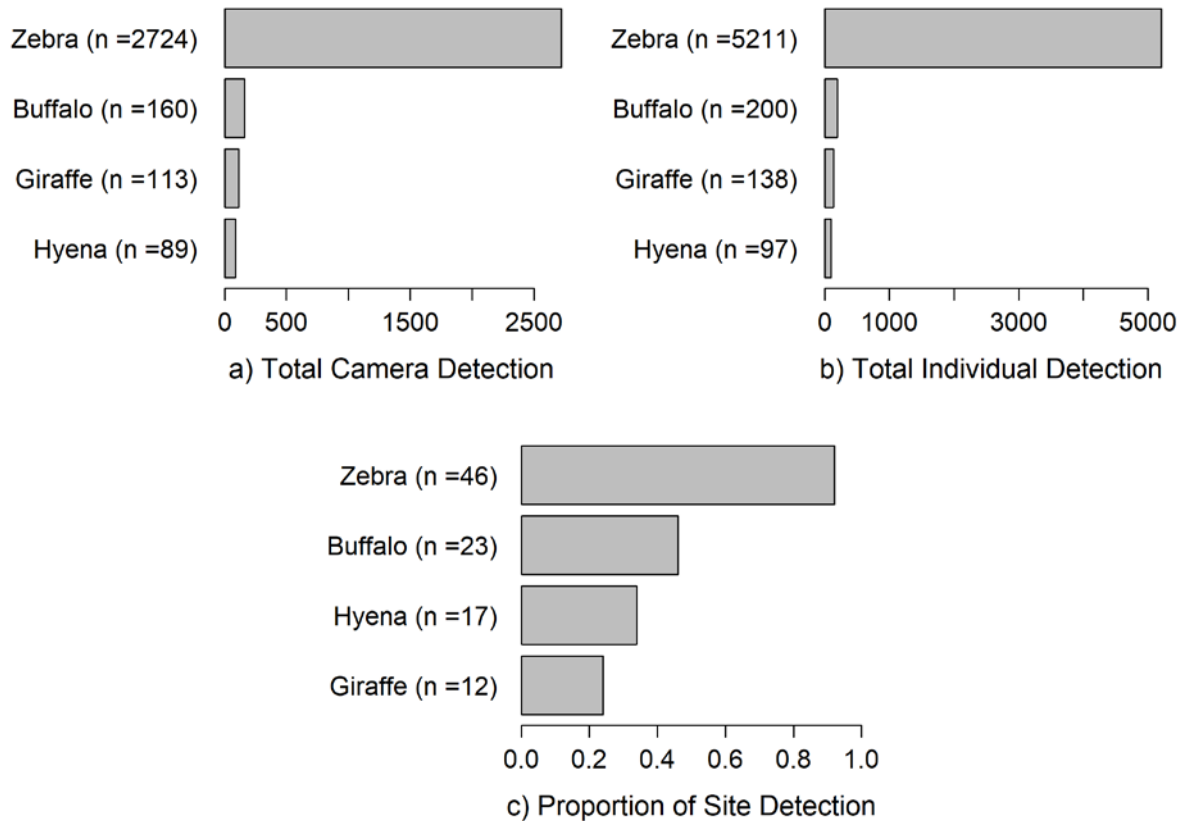 Zebra (n =2724)
Buffalo (n =160)
Giraffe (n =113)
Hyena (n =89)
0 500 1500 2500
a) Total Camera Detection
Zebra (n =5211)
Buffalo (n =200)
Giraffe (n =138)
Hyena (n =97)
0 1000 3000 5000
b) Total Individual Detection
Zebra (n =46)
Buffalo (n =23)
Hyena (n =17)
Giraffe (n =12)
0.0 0.2 0.4 0.6 0.8 1.0
c) Proportion of Site Detection